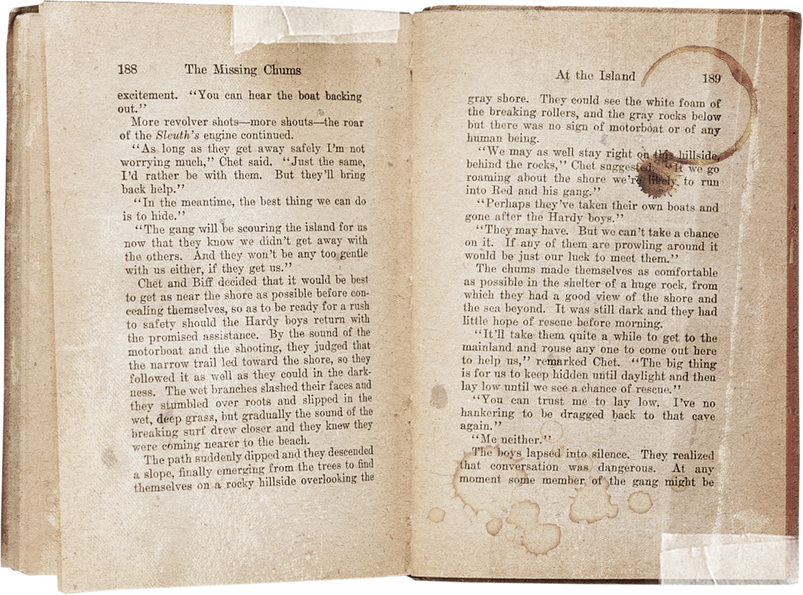 188 The Missing Chums
excitement. "You can hear the boat backing
out."
More revolver shots—more shouts—the roar
of the Sleuth's engine continued.
"As long as they get away safely I'm not
worrying much," Chet said. "Just the same,
I'd rather be with them. But they'll bring
back help."
"In the meantime, the best thing we can do
is to hide."
"The gang will be scouring the island for us
now that they know we didn't get away with
the others. And they won't be any too gentle
with us either, if they get us."
Chet and Biff decided that it would be best
to get as near the shore as possible before con-
cealing themselves, so as to be ready for a rush
to safety should the Hardy boys return with
the promised assistance. By the sound of the
motorboat and the shooting, they judged that
the narrow trail led toward the shore, so they
followed it as well as they could in the dark-
ness. The wet branches slashed their faces and
they stumbled over roots and slipped in the
wet, deep grass, but gradually the sound of the
breaking surf drew closer and they knew they
were coming nearer to the beach.
The path suddenly dipped and they descended
a slope, finally emerging from the trees to find
themselves on a rocky hillside overlooking the
At the Island 189
gray shore. They could see the white foam of
the breaking rollers, and the gray rocks below
but there was no sign of motorboat or of any
human being.
"We may as well stay right on this hillside,
behind the rocks," Chet suggested. "If we go
roaming about the shore we're likely to run
into Red and his gang."
"Perhaps they've taken their own boats and
gone after the Hardy boys."
"They may have. But we can't take a chance
on it. If any of them are prowling around it
would be just our luck to meet them."
The chums made themselves as comfortable
as possible in the shelter of a huge rock, from
which they had a good view of the shore and
the sea beyond. It was still dark and they had
little hope of rescue before morning.
"It'll take them quite a while to get to the
mainland and rouse any one to come out here
to help us," remarked Chet. "The big thing
is for us to keep hidden until daylight and then
lay low until we see a chance of rescue."
"You can trust me to lay low. I've no
hankering to be dragged back to that cave
again."
"Me neither."
The boys lapsed into silence. They realized
that conversation was dangerous. At any
moment some member of the gang might be